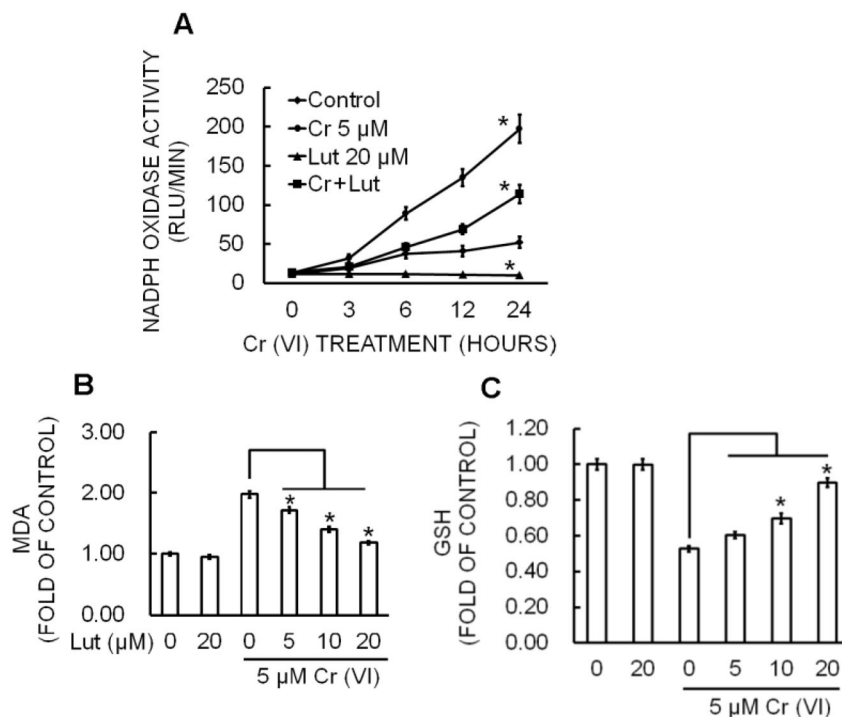 A
NADPH OXIDASE ACTIVITY
(RLU/MIN)
250
200
150
100
50
0
Control
Cr 5 µM
Lut 20 µM
Cr+Lut
*
*
*
0 3 6 12 24
Cr (VI) TREATMENT (HOURS)
B
MDA
(FOLD OF CONTROL)
3.00
2.00
1.00
0.00
*
*
*
Lut (µM) 0 20 0 5 10 20
5 µM Cr (VI)
C
GSH
(FOLD OF CONTROL)
1.20
1.00
0.80
0.60
0.40
0.20
0.00
*
*
0 20 0 5 10 20
5 µM Cr (VI)